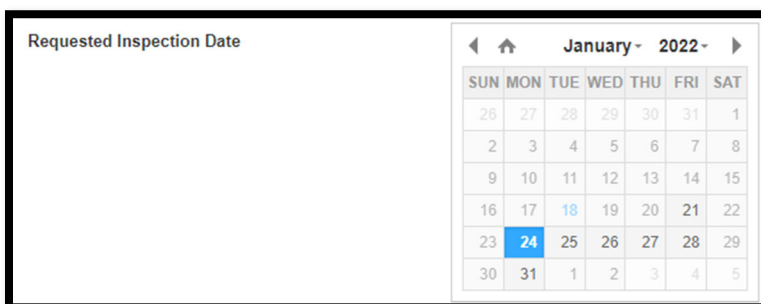 Requested Inspection Date
January 2022
SUN MON TUE WED THU FRI SAT
26 27 28 29 30 31 1
2 3 4 5 6 7 8
9 10 11 12 13 14 15
16 17 18 19 20 21 22
23 24 25 26 27 28 29
30 31 1 2 3 4 5